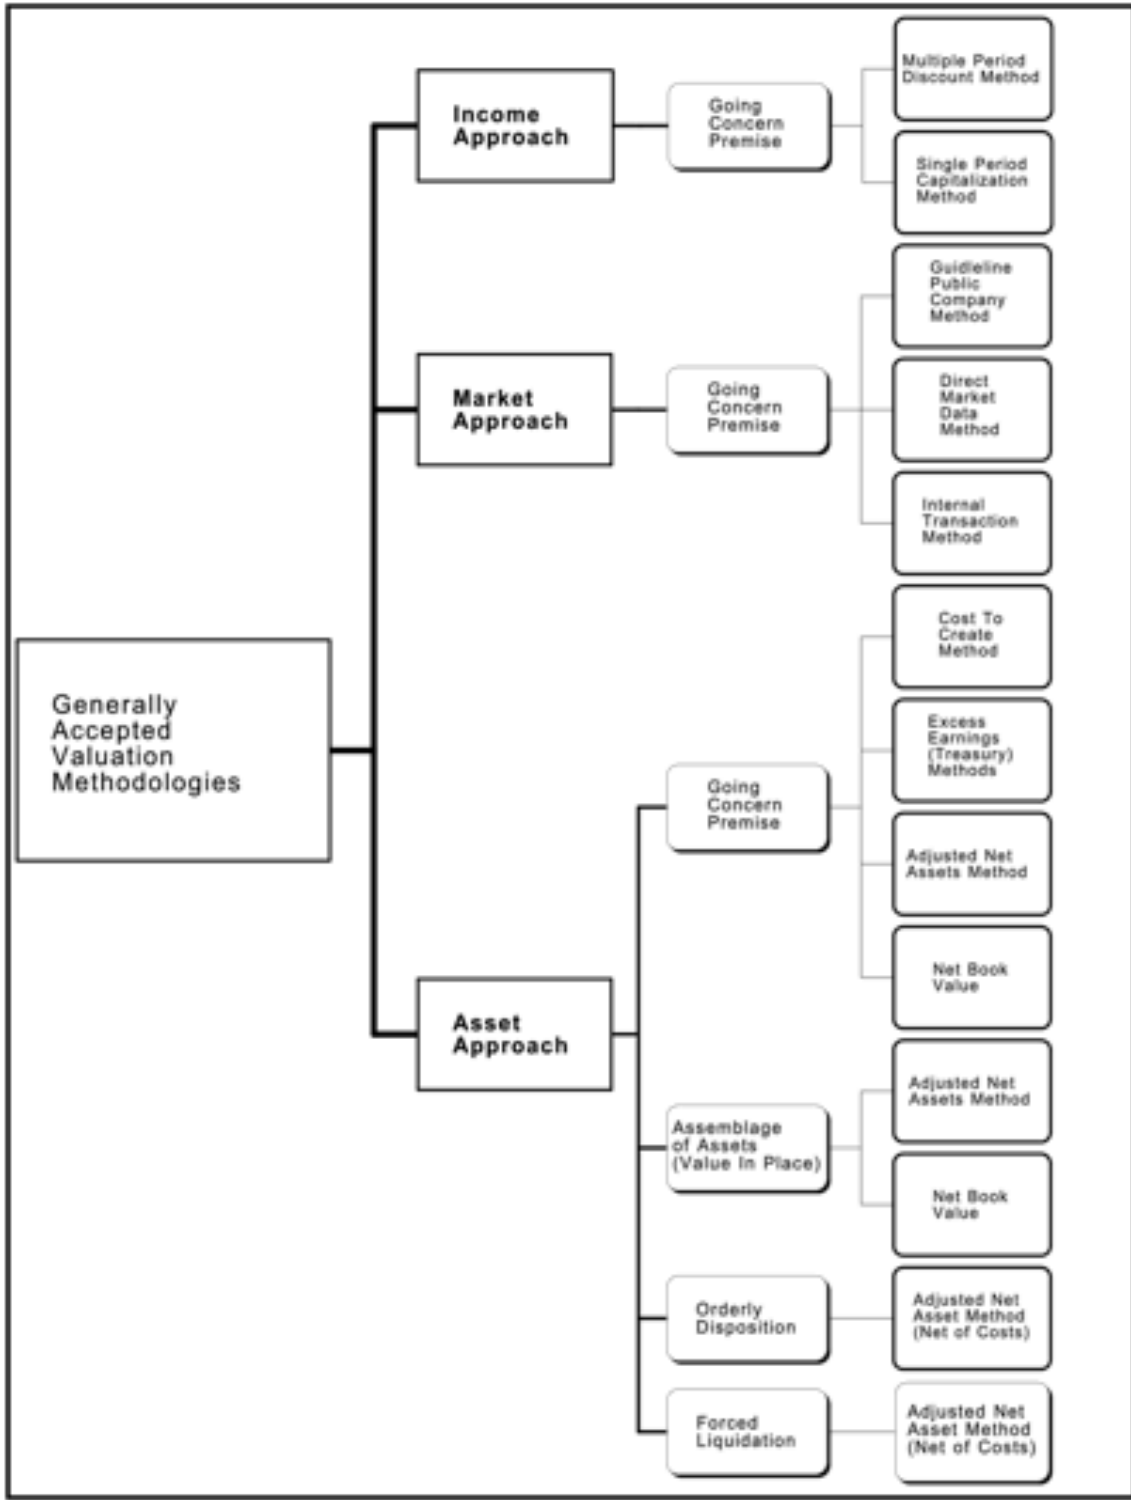 Generally
Accepted
Valuation
Methodologies
Income
Approach
Going
Concern
Premise
Multiple Period
Discount Method
Single Period
Capitalization
Method
Market
Approach
Going
Concern
Premise
Guidleline
Public
Company
Method
Direct
Market
Data
Method
Internal
Transaction
Method
Asset
Approach
Going
Concern
Premise
Cost To
Create
Method
Excess
Earnings
(Treasury)
Methods
Adjusted Net
Assets Method
Net Book
Value
Assemblage
of Assets
(Value In Place)
Adjusted Net
Assets Method
Net Book
Value
Orderly
Disposition
Adjusted Net
Asset Method
(Net of Costs)
Forced
Liquidation
Adjusted Net
Asset Method
(Net of Costs)